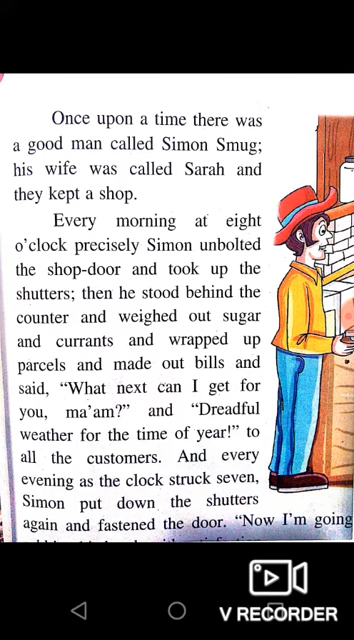 Once upon a time there was
a good man called Simon Smug;
his wife was called Sarah and
they kept a shop.
Every morning at eight
o'clock precisely Simon unbolted
the shop-door and took up the
shutters; then he stood behind the
counter and weighed out sugar
and currants and wrapped up
parcels and made out bills and
said, “What next can I get for
you, ma'am?” and “Dreadful
weather for the time of year!” to
all the customers. And every
evening as the clock struck seven,
Simon put down the shutters
again and fastened the door. “Now I'm going
V RECORDER